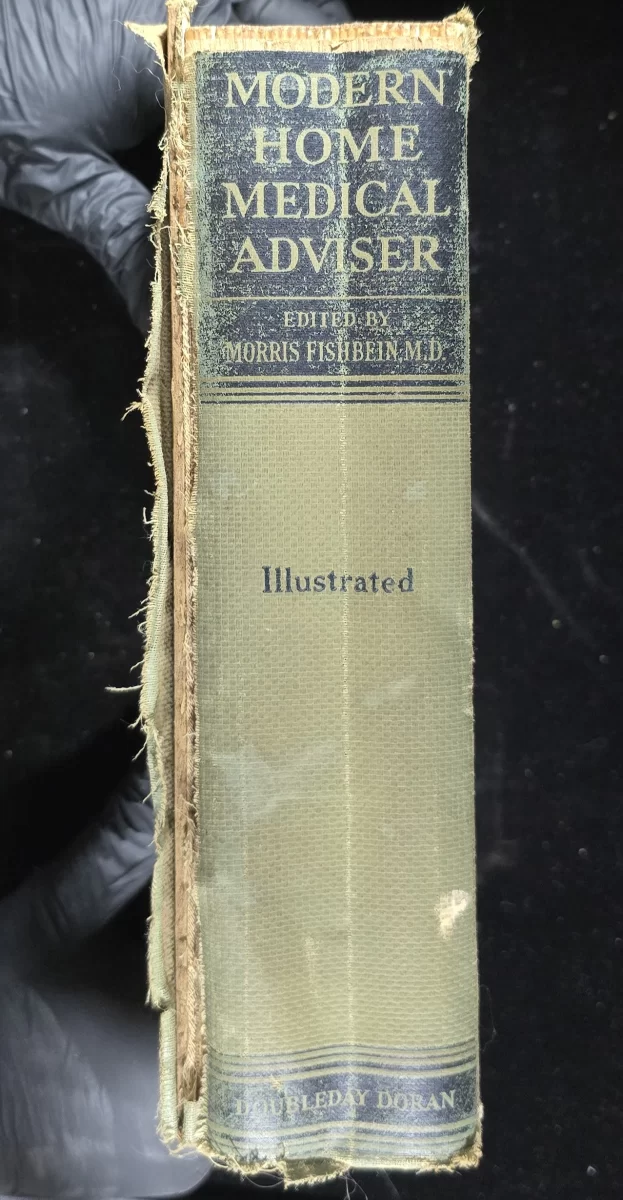 MODERN
HOME
MEDICAL
ADVISER
EDITED BY
MORRIS FISHBEIN, M.D.
Illustrated
DOUBLEDAY DORAN